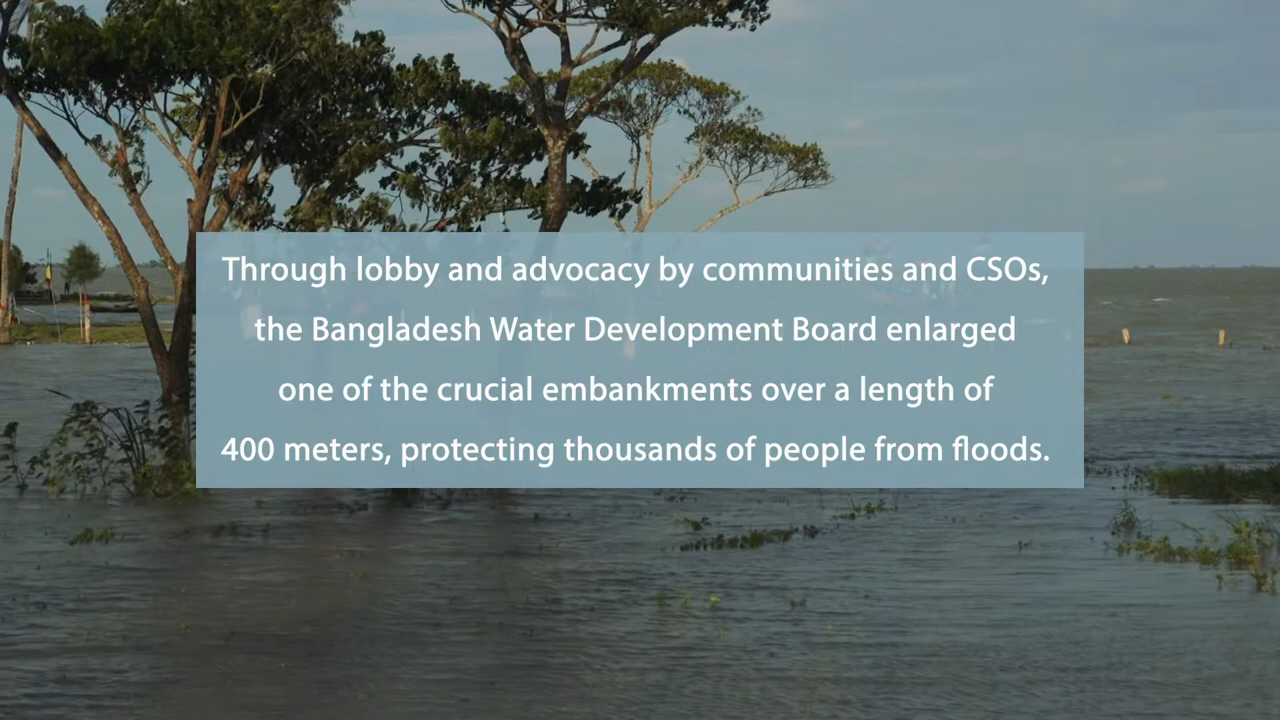 Through lobby and advocacy by communities and CSOs,
the Bangladesh Water Development Board enlarged
one of the crucial embankments over a length of
400 meters, protecting thousands of people from floods.